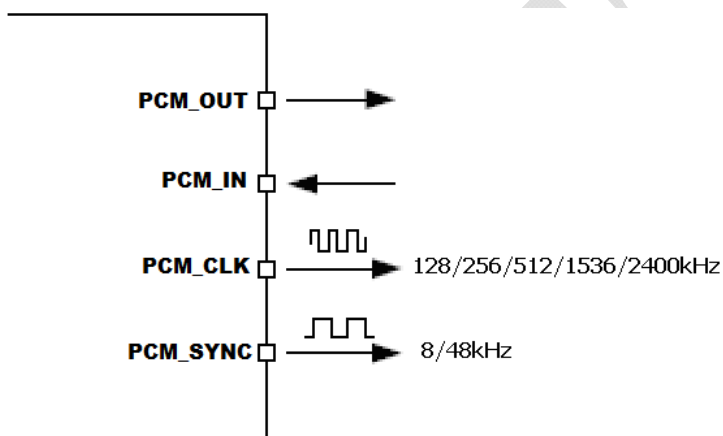 PCM_OUT
PCM_IN
PCM_CLK
128/256/512/1536/2400kHz
PCM_SYNC
8/48kHz